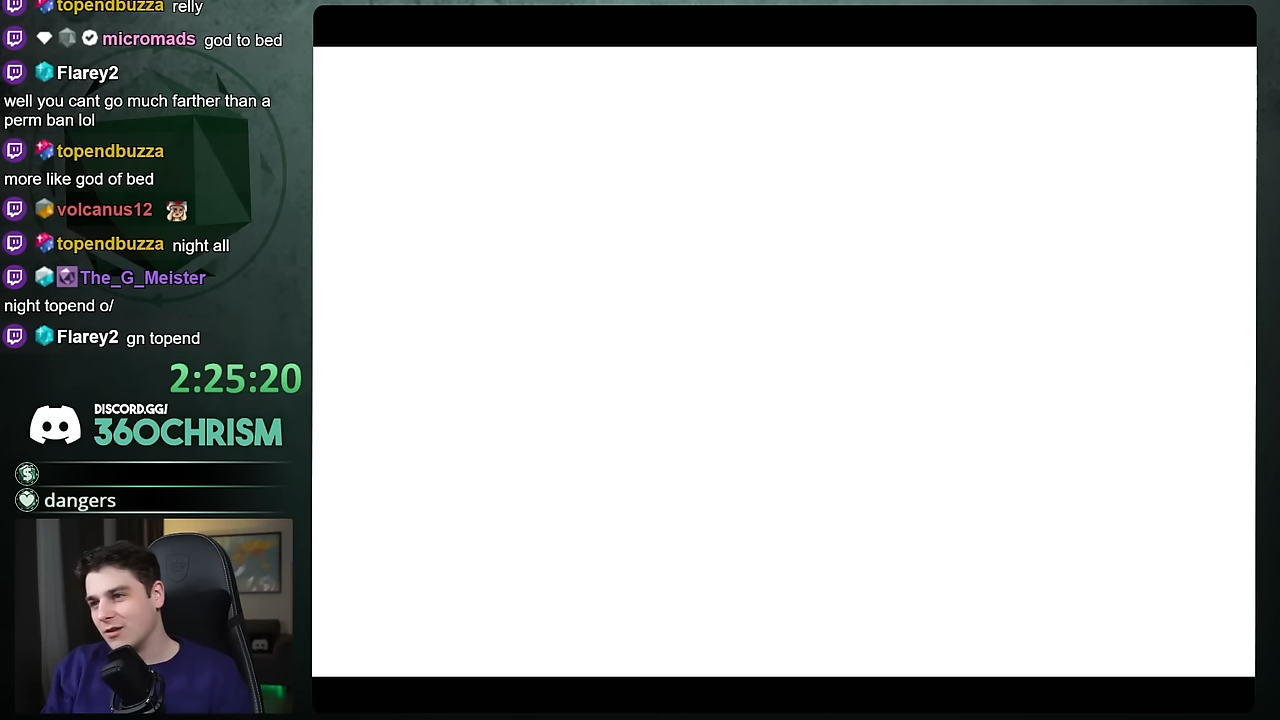 topendbuzza relly
micromads god to bed
Flarey2
well you cant go much farther than a
perm ban lol
topendbuzza
more like god of bed
volcanus12
topendbuzza night all
The_G_Meister
night topend o/
Flarey2 gn topend
2:25:20
DISCORD.GG/
360CHRISM
dangers